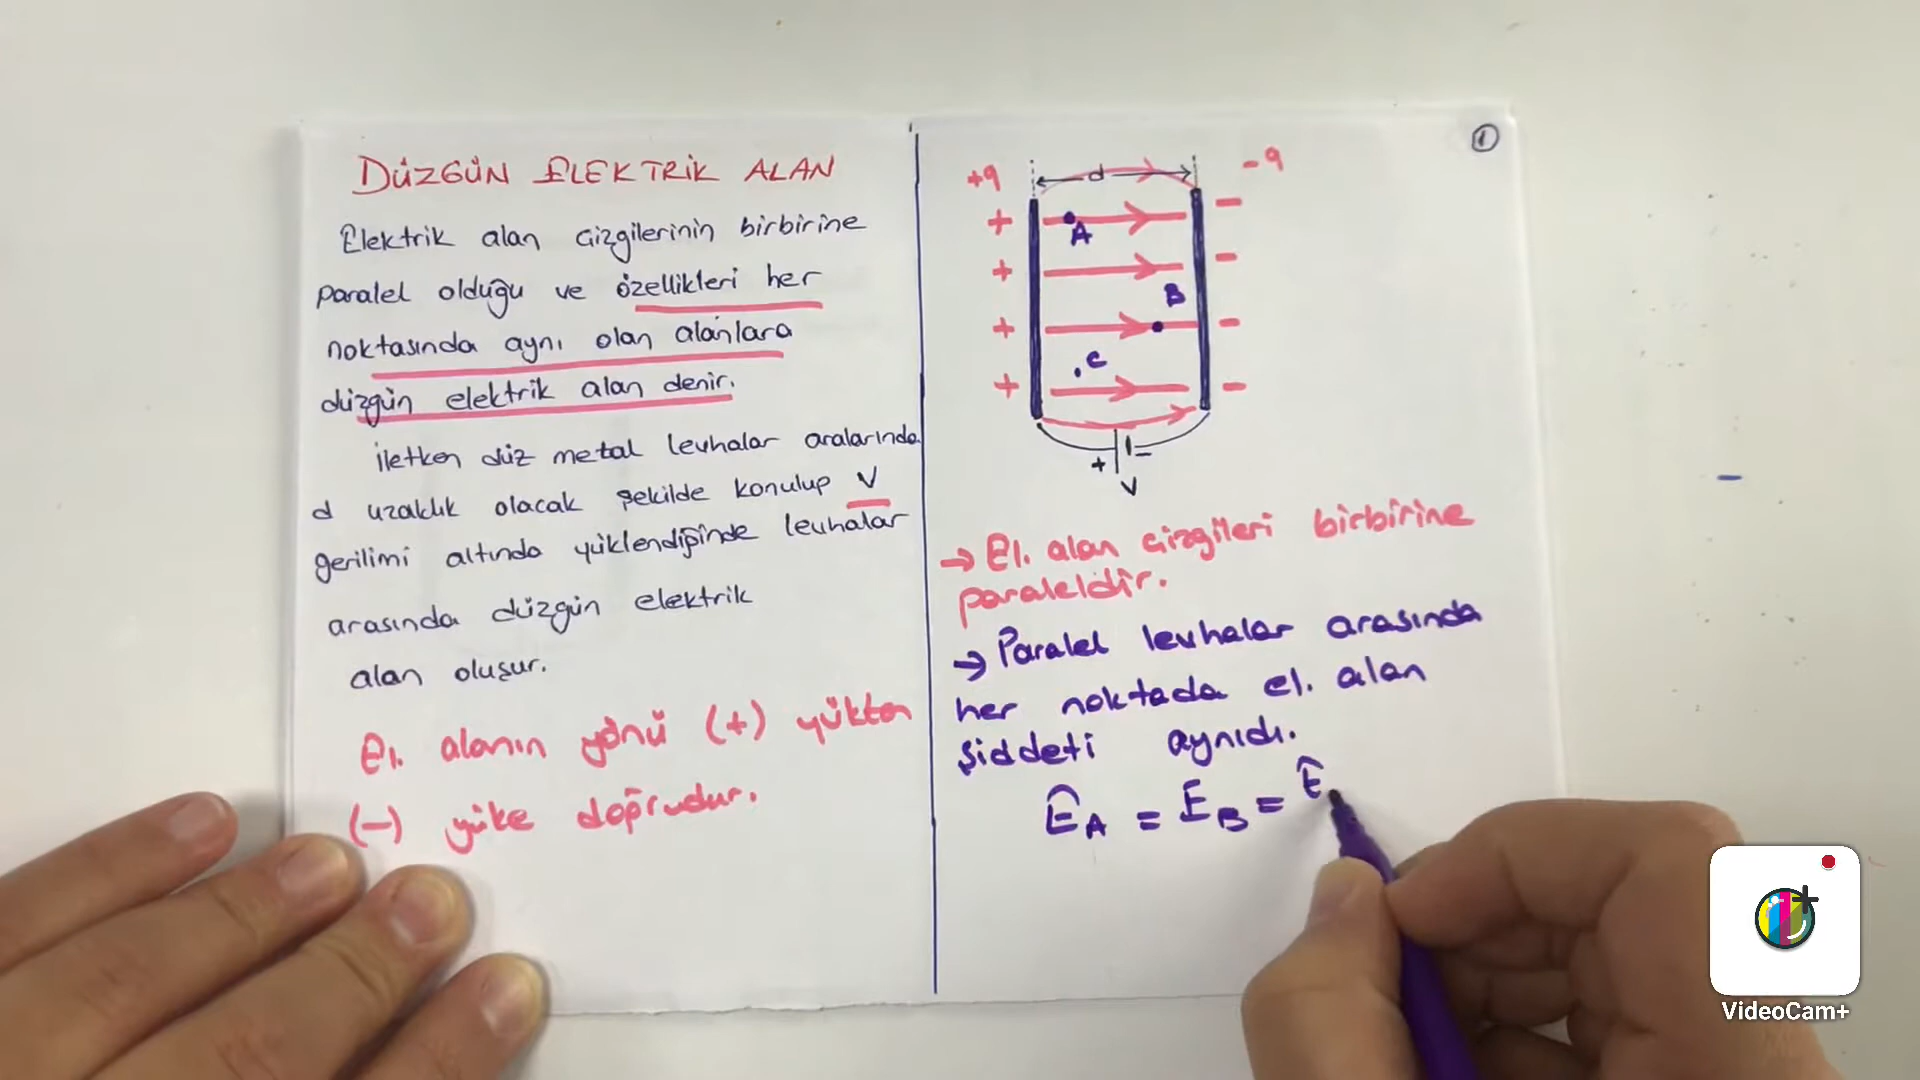 DÜZGÜN ELEKTRİK ALAN
Elektrik alan çizgilerinin birbirine
paralel olduğu ve özellikleri her
noktasında aynı olan alanlara
düzgün elektrik alan denir.
İletken düz metal levhalar aralarında
d uzaklık olacak şekilde konulup V
gerilimi altında yüklendiğinde levhalar
arasında düzgün elektrik
alan oluşur.
El. alanın yönü (+) yükten
(-) yüke doğrudur.
1
+q d -q
+ A -
+ -
B
+ -
C
+ -
+ -
V
→ El. alan çizgileri birbirine
paraleldir.
→ Paralel levhalar arasında
her noktada el. alan
şiddeti aynıdı.
E_A = E_B = E
VideoCam+